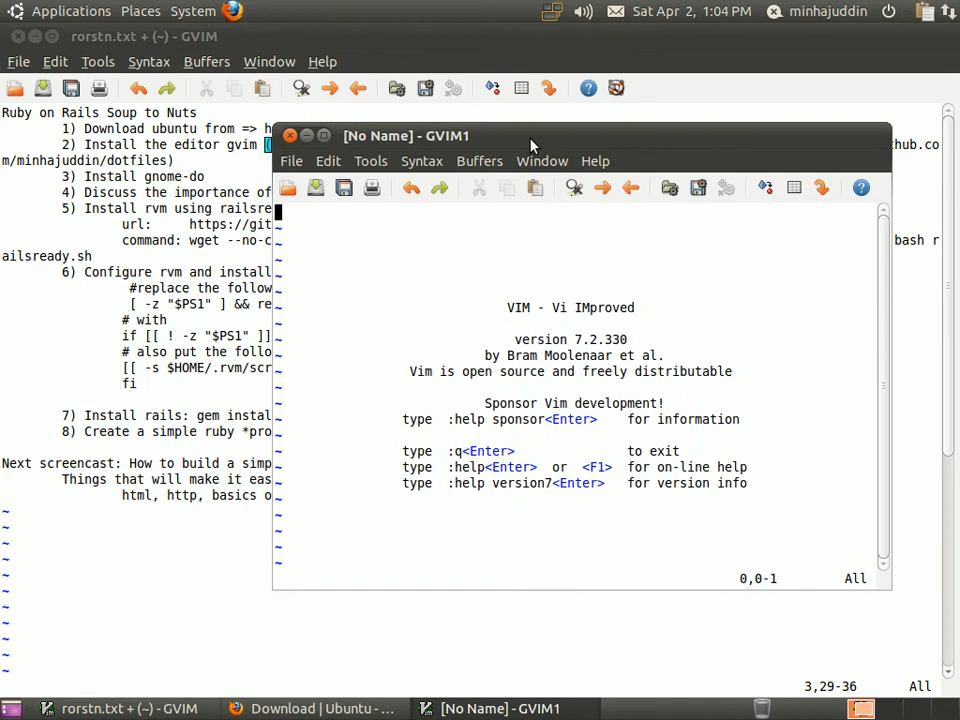 Applications Places System Sat Apr 2, 1:04 PM minhajuddin
rorstn.txt + (~) - GVIM
File Edit Tools Syntax Buffers Window Help
Ruby on Rails Soup to Nuts
1) Download ubuntu from => h
2) Install the editor gvim ( hub.co
m/minhajuddin/dotfiles)
3) Install gnome-do
4) Discuss the importance of
5) Install rvm using railsre
url: https://git
command: wget --no-c bash r
ailsready.sh
6) Configure rvm and install
#replace the follow
[ -z "$PS1" ] && re
# with
if [[ ! -z "$PS1" ]]
# also put the follo
[[ -s $HOME/.rvm/scr
fi
7) Install rails: gem instal
8) Create a simple ruby *pro
Next screencast: How to build a simp
Things that will make it eas
html, http, basics o
~
~
~
~
~
~
~
~
~
~
~
3,29-36 All
[No Name] - GVIM1
File Edit Tools Syntax Buffers Window Help
~
~
~
~
~
~ VIM - Vi IMproved
~
~ version 7.2.330
~ by Bram Moolenaar et al.
~ Vim is open source and freely distributable
~
~ Sponsor Vim development!
~ type :help sponsor<Enter> for information
~
~ type :q<Enter> to exit
~ type :help<Enter> or <F1> for on-line help
~ type :help version7<Enter> for version info
~
~
~
~
~
0,0-1 All
rorstn.txt + (~) - GVIM Download | Ubuntu - ... [No Name] - GVIM1